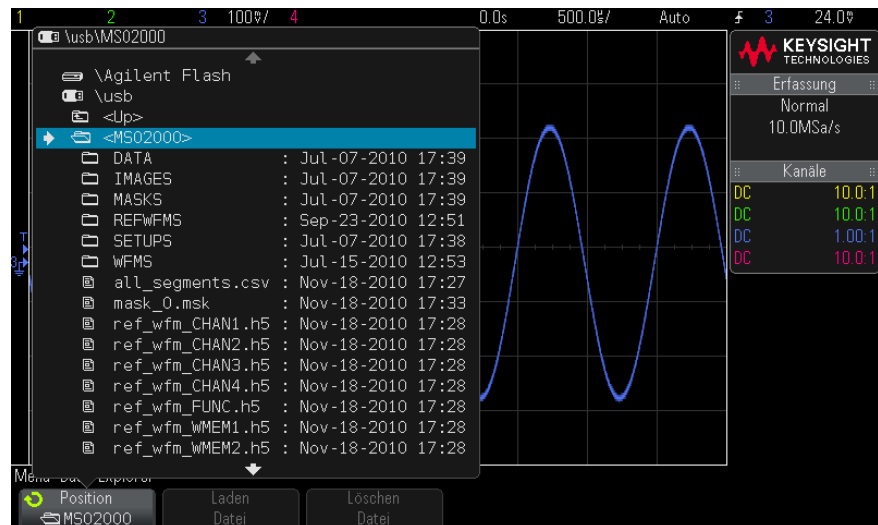 1 2 3 100⩒/ 4 0.0s 500.0⩒/ Auto 3 24.0⩒
\usb\MSO2000
\Agilent Flash
\usb
<Up>
<MSO2000>
DATA : Jul-07-2010 17:39
IMAGES : Jul-07-2010 17:39
MASKS : Jul-07-2010 17:39
REFWFMS : Sep-23-2010 12:51
SETUPS : Jul-07-2010 17:38
WFMS : Jul-15-2010 12:53
all_segments.csv : Nov-18-2010 17:27
mask_0.msk : Nov-18-2010 17:33
ref_wfm_CHAN1.h5 : Nov-18-2010 17:28
ref_wfm_CHAN2.h5 : Nov-18-2010 17:28
ref_wfm_CHAN3.h5 : Nov-18-2010 17:28
ref_wfm_CHAN4.h5 : Nov-18-2010 17:28
ref_wfm_FUNC.h5 : Nov-18-2010 17:28
ref_wfm_WMEM1.h5 : Nov-18-2010 17:28
ref_wfm_WMEM2.h5 : Nov-18-2010 17:28
KEYSIGHT
TECHNOLOGIES
Erfassung
Normal
10.0MSa/s
Kanäle
DC 10.0:1
DC 10.0:1
DC 1.00:1
DC 10.0:1
T
3
Position
MSO2000
Laden
Datei
Löschen
Datei